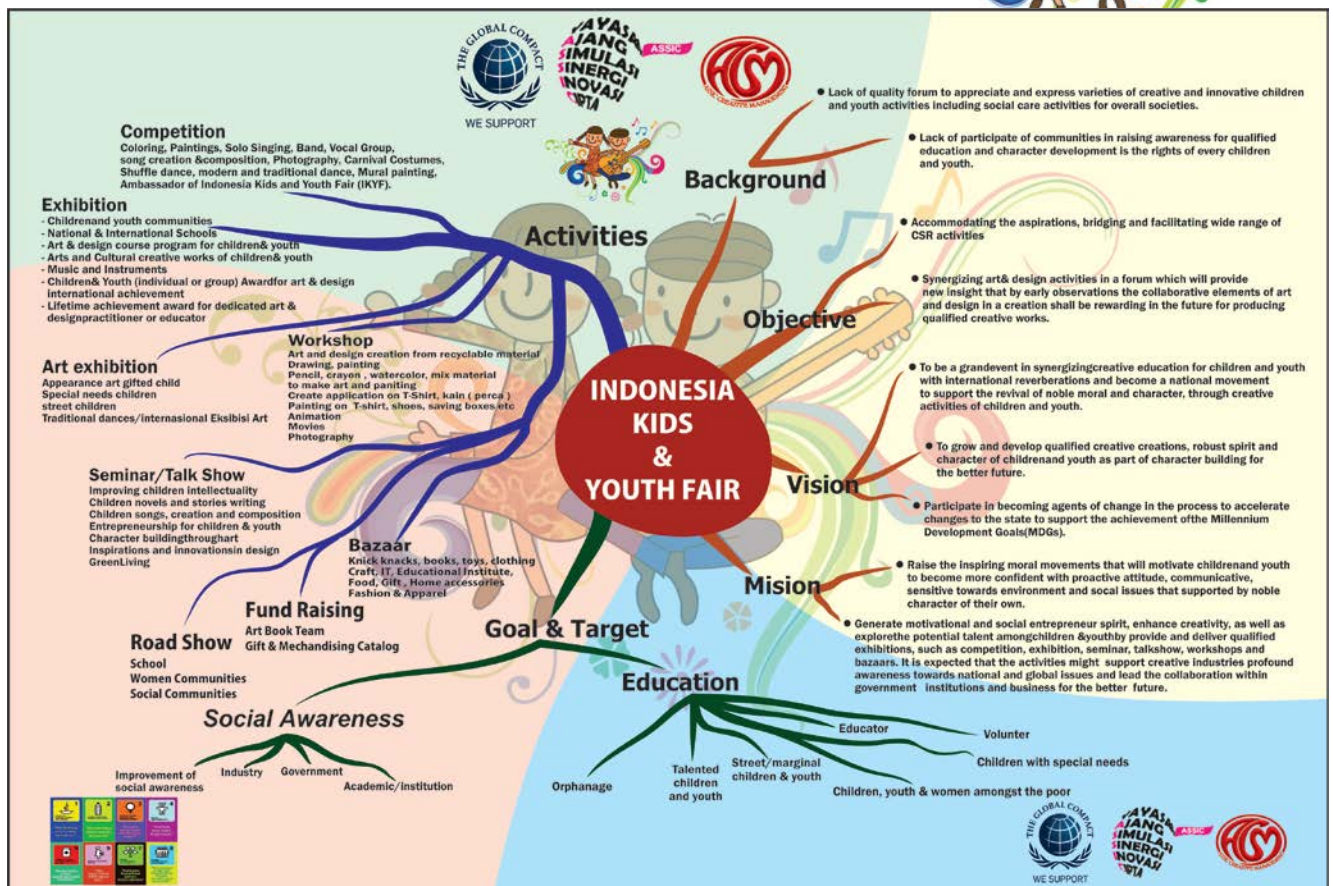 THE GLOBAL COMPACT
WE SUPPORT
YAYASAN
AJANG
SIMULASI
SINERGI
INOVASI
CIPTA
ASSIC
Competition
Coloring, Paintings, Solo Singing, Band, Vocal Group,
song creation &composition, Photography, Carnival Costumes,
Shuffle dance, modern and traditional dance, Mural painting,
Ambassador of Indonesia Kids and Youth Fair (IKYF).
Exhibition
- Childrenand youth communities
- National & International Schools
- Art & design course program for children& youth
- Arts and Cultural creative works of children& youth
- Music and Instruments
- Children& Youth (individual or group) Awardfor art & design
international achievement
- Lifetime achievement award for dedicated art &
designpractitioner or educator
Activities
Art exhibition
Appearance art gifted child
Special needs children
street children
Traditional dances/internasional Eksibisi Art
Workshop
Art and design creation from recyclable material
Drawing, painting
Pencil, crayon , watercolor, mix material
to make art and paniting
Create application on T-Shirt, kain ( perca )
Painting on T-shirt, shoes, saving boxes etc
Animation
Movies
Photography
Seminar/Talk Show
Improving children intellectuality
Children novels and stories writing
Children songs, creation and composition
Entrepreneurship for children & youth
Character buildingthroughart
Inspirations and innovationsin design
GreenLiving
Bazaar
Knick knacks, books, toys, clothing
Craft, IT, Educational Institute,
Food, Gift , Home accessories
Fashion & Apparel
Fund Raising
Art Book Team
Gift & Mechandising Catalog
Road Show
School
Women Communities
Social Communities
INDONESIA
KIDS
&
YOUTH FAIR
Background
● Lack of quality forum to appreciate and express varieties of creative and innovative children
and youth activities including social care activities for overall societies.
● Lack of participate of communities in raising awareness for qualified
education and character development is the rights of every children
and youth.
Objective
● Accommodating the aspirations, bridging and facilitating wide range of
CSR activities
● Synergizing art& design activities in a forum which will provide
new insight that by early observations the collaborative elements of art
and design in a creation shall be rewarding in the future for producing
qualified creative works.
Vision
● To be a grandevent in synergizingcreative education for children and youth
with international reverberations and become a national movement
to support the revival of noble moral and character, through creative
activities of children and youth.
● To grow and develop qualified creative creations, robust spirit and
character of childrenand youth as part of character building for
the better future.
● Participate in becoming agents of change in the process to accelerate
changes to the state to support the achievement ofthe Millennium
Development Goals(MDGs).
Mision
● Raise the inspiring moral movements that will motivate childrenand youth
to become more confident with proactive attitude, communicative,
sensitive towards environment and socal issues that supported by noble
character of their own.
● Generate motivational and social entrepreneur spirit, enhance creativity, as well as
explorethe potential talent amongchildren &youthby provide and deliver qualified
exhibitions, such as competition, exhibition, seminar, talkshow, workshops and
bazaars. It is expected that the activities might support creative industries profound
awareness towards national and global issues and lead the collaboration within
government institutions and business for the better future.
Goal & Target
Social Awareness
Improvement of
social awareness
Industry
Government
Academic/institution
Education
Orphanage
Talented
children
and youth
Street/marginal
children & youth
Educator
Volunter
Children with special needs
Children, youth & women amongst the poor
THE GLOBAL COMPACT
WE SUPPORT
YAYASAN
AJANG
SIMULASI
SINERGI
INOVASI
CIPTA
ASSIC